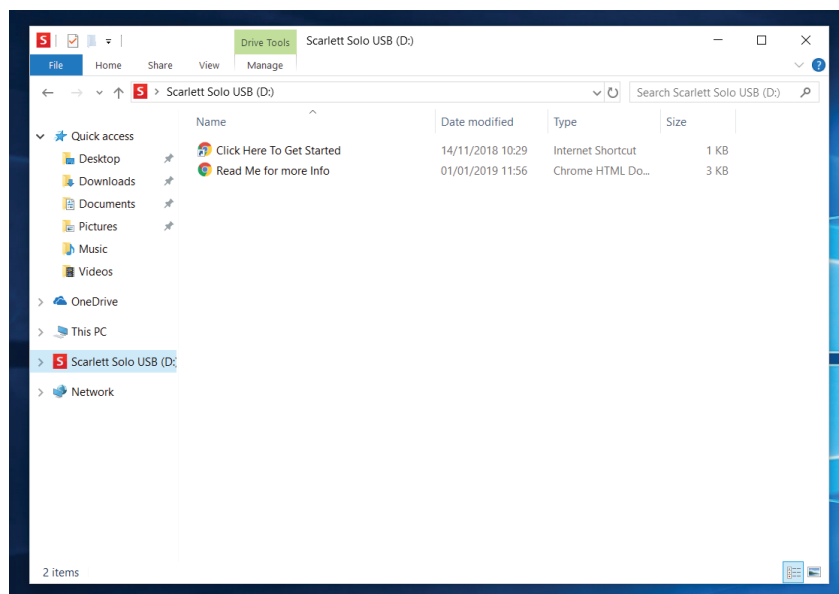 S
Drive Tools Scarlett Solo USB (D:)
File Home Share View Manage
S > Scarlett Solo USB (D:) Search Scarlett Solo USB (D:)
Name Date modified Type Size
Quick access
Click Here To Get Started 14/11/2018 10:29 Internet Shortcut 1 KB
Desktop
Read Me for more Info 01/01/2019 11:56 Chrome HTML Do... 3 KB
Downloads
Documents
Pictures
Music
Videos
OneDrive
This PC
S Scarlett Solo USB (D:
Network
2 items